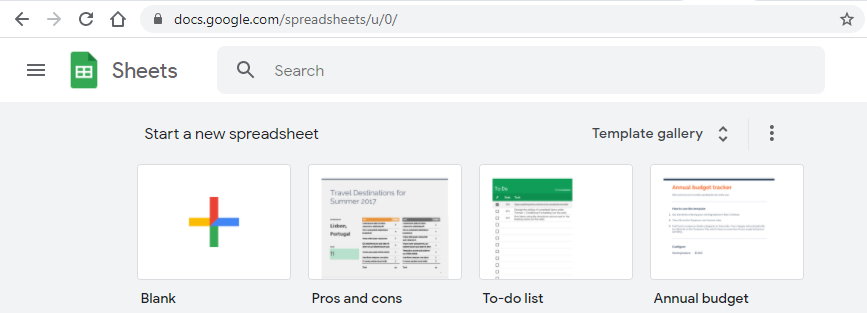 docs.google.com/spreadsheets/u/0/
Sheets
Search
Start a new spreadsheet
Template gallery
Travel Destinations for
Summer 2017
Lisbon,
Portugal
11
To Do
Annual budget tracker
Blank
Pros and cons
To-do list
Annual budget